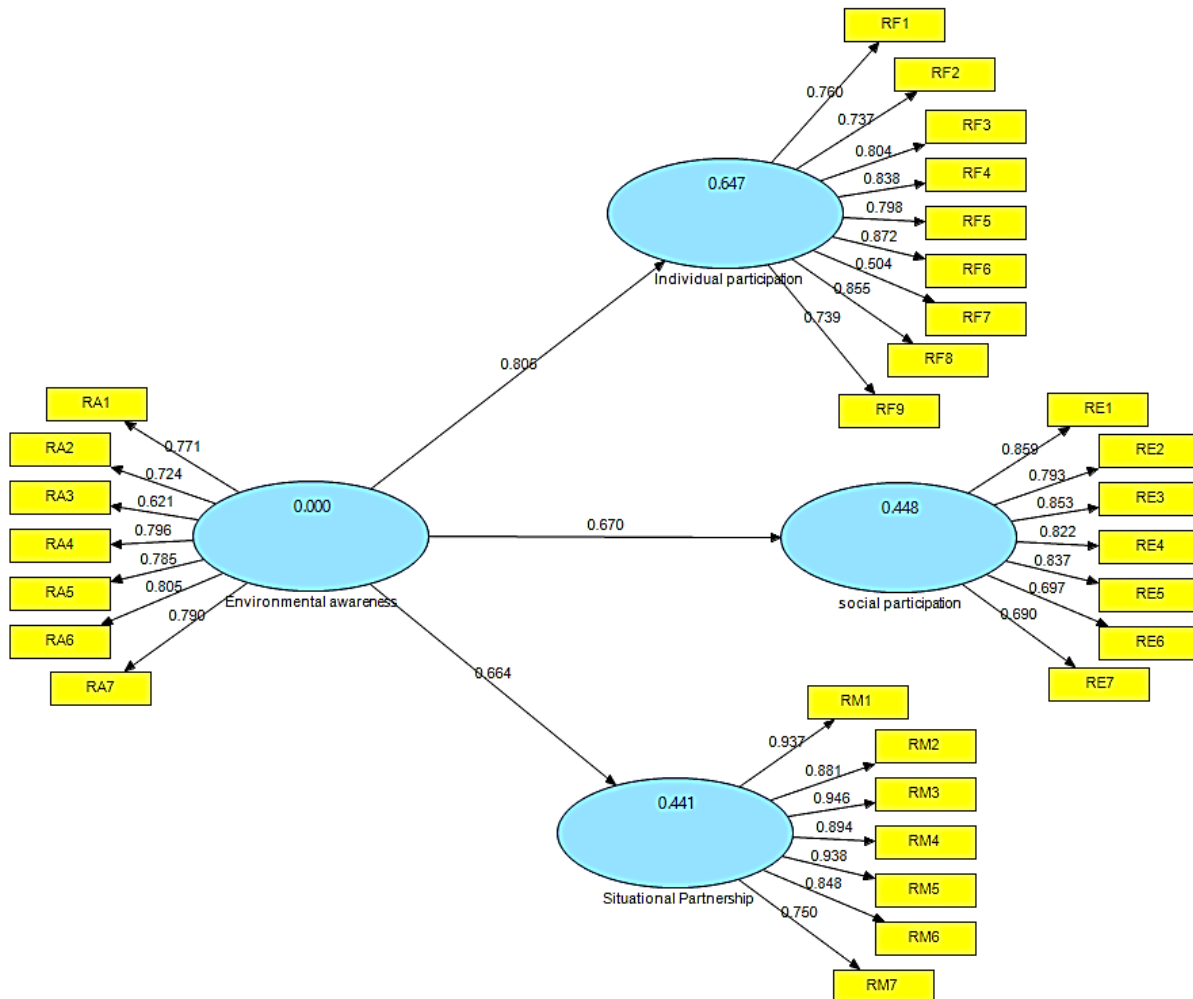 RF1
0.760
RF2
0.737
RF3
0.804
RF4
0.838
RF5
0.798
RF6
0.872
RF7
0.504
RF8
0.855
RF9
0.739
0.647
Individual participation
0.805
RA1
0.771
RA2
0.724
RA3
0.621
RA4
0.796
RA5
0.785
RA6
0.805
RA7
0.790
0.000
Environmental awareness
0.670
RE1
0.859
RE2
0.793
RE3
0.853
RE4
0.822
RE5
0.837
RE6
0.697
RE7
0.690
0.448
social participation
0.664
RM1
0.937
RM2
0.881
RM3
0.946
RM4
0.894
RM5
0.938
RM6
0.848
RM7
0.750
0.441
Situational Partnership